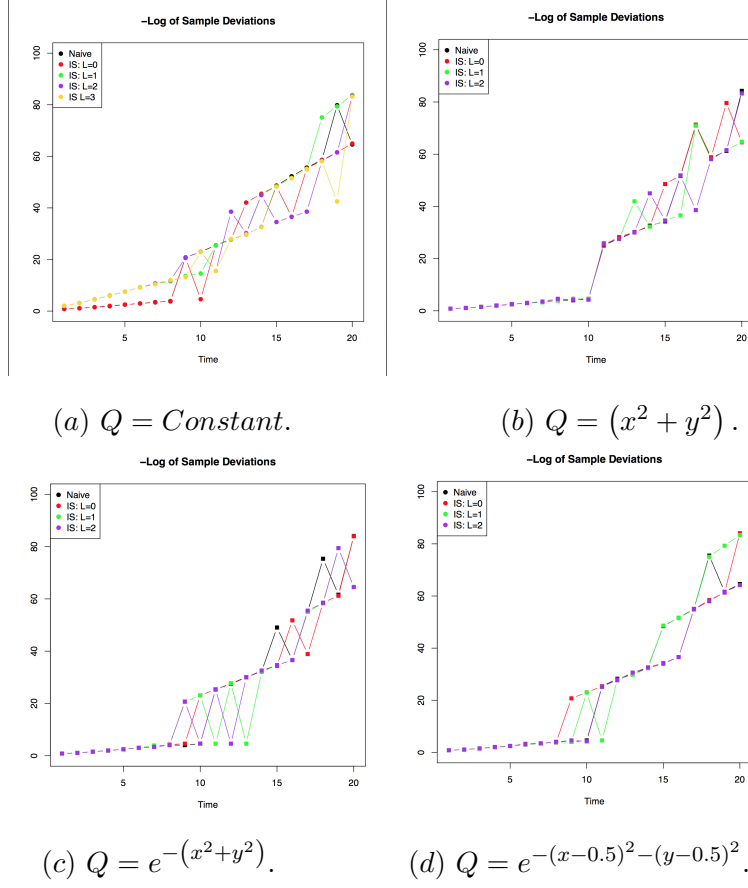 −Log of Sample Deviations
Naive
IS: L=0
IS: L=1
IS: L=2
IS L=3
100
80
60
40
20
0
5
10
15
20
Time
(a) Q = Constant.
−Log of Sample Deviations
Naive
IS: L=0
IS: L=1
IS: L=2
100
80
60
40
20
0
5
10
15
20
Time
(b) Q = (x² + y²).
−Log of Sample Deviations
Naive
IS: L=0
IS: L=1
IS: L=2
100
80
60
40
20
0
5
10
15
20
Time
(c) Q = e^{−(x²+y²)}.
−Log of Sample Deviations
Naive
IS: L=0
IS: L=1
IS: L=2
100
80
60
40
20
0
5
10
15
20
Time
(d) Q = e^{−(x−0.5)²−(y−0.5)²}.